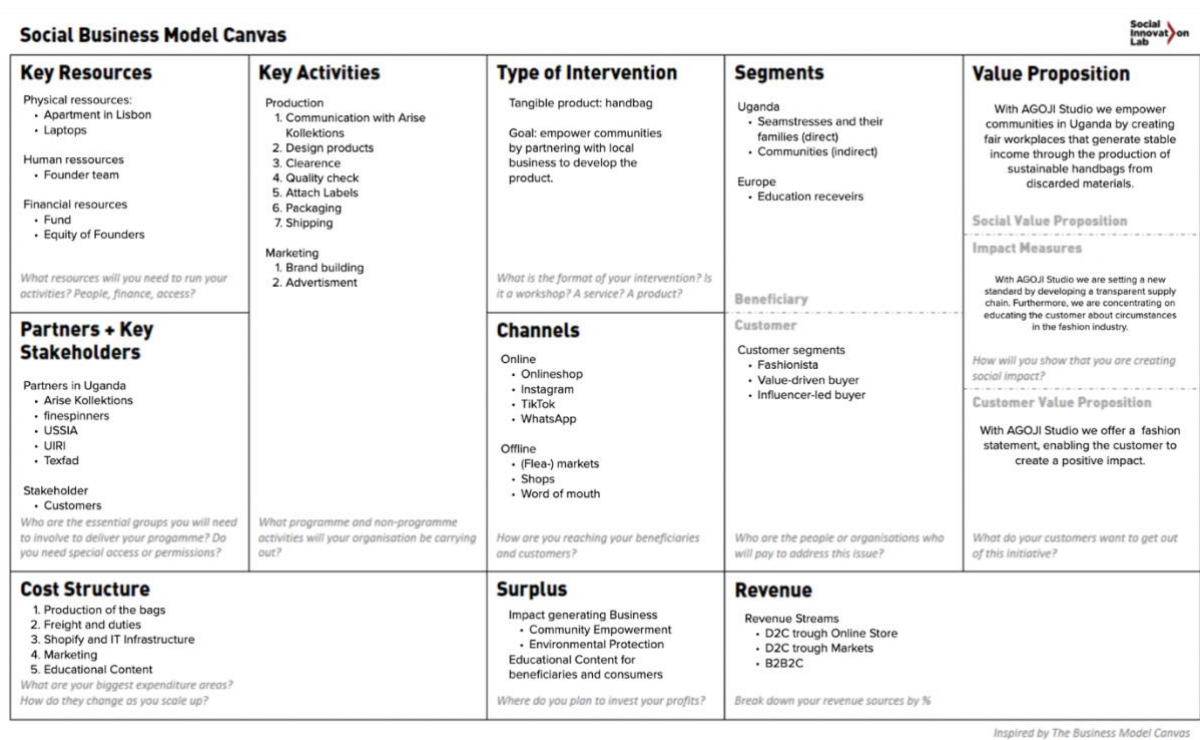 Social Business Model Canvas
Social
Innovat on
Lab
Key Resources
Physical ressources:
• Apartment in Lisbon
• Laptops
Human ressources
• Founder team
Financial resources
• Fund
• Equity of Founders
What resources will you need to run your
activities? People, finance, access?
Partners + Key
Stakeholders
Partners in Uganda
• Arise Kollektions
• finespinners
• USSIA
• UIRI
• Texfad
Stakeholder
• Customers
Who are the essential groups you will need
to involve to deliver your progamme? Do
you need special access or permissions?
Key Activities
Production
1. Communication with Arise
Kollektions
2. Design products
3. Clearence
4. Quality check
5. Attach Labels
6. Packaging
7. Shipping
Marketing
1. Brand building
2. Advertisment
What programme and non-programme
activities will your organisation be carrying
out?
Type of Intervention
Tangible product: handbag
Goal: empower communities
by partnering with local
business to develop the
product.
What is the format of your intervention? Is
it a workshop? A service? A product?
Channels
Online
• Onlineshop
• Instagram
• TikTok
• WhatsApp
Offline
• (Flea-) markets
• Shops
• Word of mouth
How are you reaching your beneficiaries
and customers?
Segments
Uganda
• Seamstresses and their
families (direct)
• Communities (indirect)
Europe
• Education receveirs
Beneficiary
Customer
Customer segments
• Fashionista
• Value-driven buyer
• Influencer-led buyer
Who are the people or organisations who
will pay to address this issue?
Value Proposition
With AGOJI Studio we empower
communities in Uganda by creating
fair workplaces that generate stable
income through the production of
sustainable handbags from
discarded materials.
Social Value Proposition
Impact Measures
With AGOJI Studio we are setting a new
standard by developing a transparent supply
chain. Furthermore, we are concentrating on
educating the customer about circumstances
in the fashion industry.
How will you show that you are creating
social impact?
Customer Value Proposition
With AGOJI Studio we offer a fashion
statement, enabling the customer to
create a positive impact.
What do your customers want to get out
of this initiative?
Cost Structure
1. Production of the bags
2. Freight and duties
3. Shopify and IT Infrastructure
4. Marketing
5. Educational Content
What are your biggest expenditure areas?
How do they change as you scale up?
Surplus
Impact generating Business
• Community Empowerment
• Environmental Protection
Educational Content for
beneficiaries and consumers
Where do you plan to invest your profits?
Revenue
Revenue Streams
• D2C trough Online Store
• D2C trough Markets
• B2B2C
Break down your revenue sources by %
Inspired by The Business Model Canvas